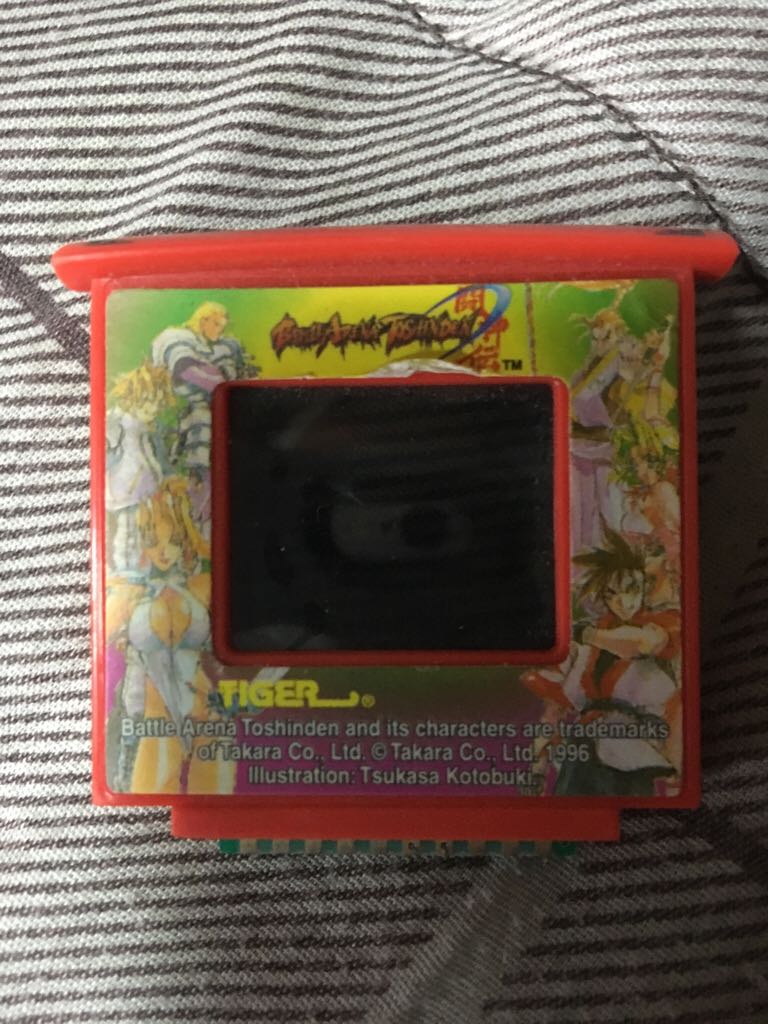 Battle Arena Toshinden
TM
TIGER®
Battle Arena Toshinden and its characters are trademarks
of Takara Co., Ltd. © Takara Co., Ltd. 1996
Illustration: Tsukasa Kotobuki.